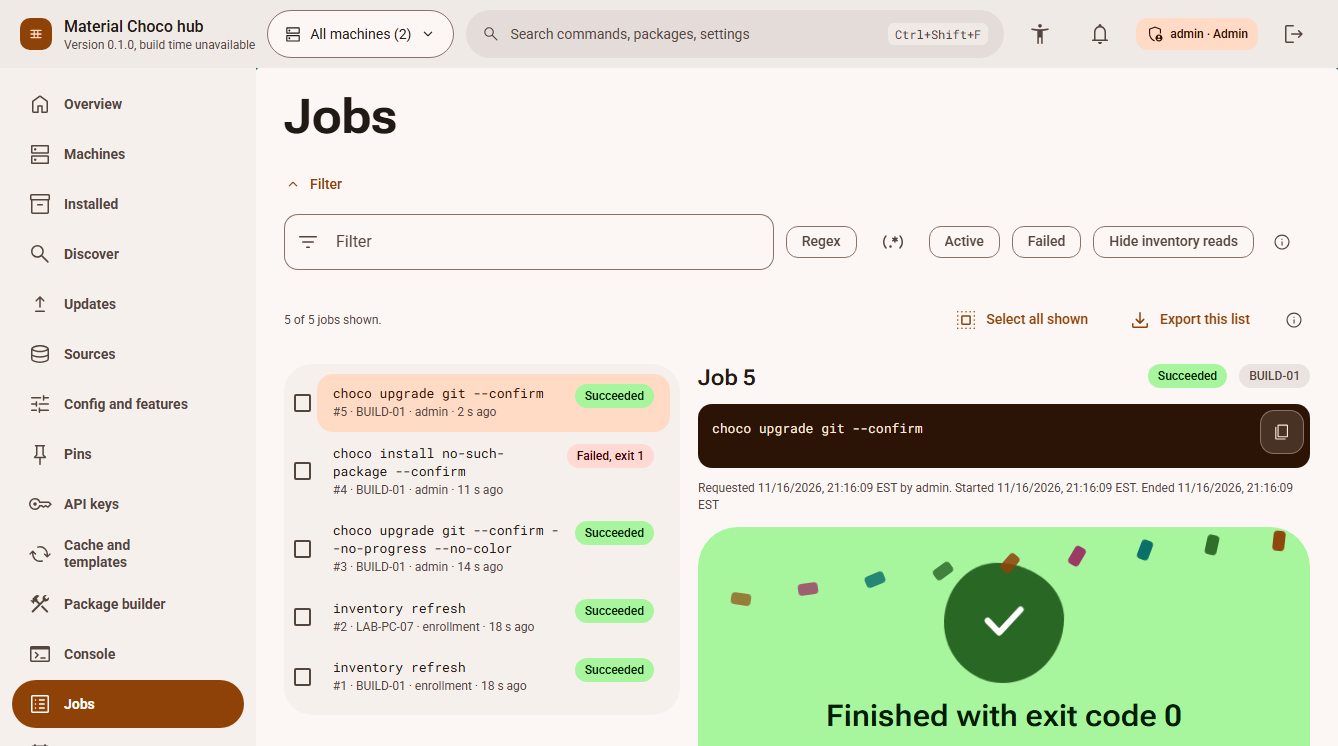 Material Choco hub
Version 0.1.0, build time unavailable
All machines (2)
Search commands, packages, settings
Ctrl+Shift+F
admin · Admin
Overview
Machines
Installed
Discover
Updates
Sources
Config and features
Pins
API keys
Cache and
templates
Package builder
Console
Jobs
Jobs
Filter
Filter
Regex
(.*)
Active
Failed
Hide inventory reads
5 of 5 jobs shown.
Select all shown
Export this list
choco upgrade git --confirm
Succeeded
#5 · BUILD-01 · admin · 2 s ago
choco install no-such-
package --confirm
Failed, exit 1
#4 · BUILD-01 · admin · 11 s ago
choco upgrade git --confirm -
-no-progress --no-color
Succeeded
#3 · BUILD-01 · admin · 14 s ago
inventory refresh
Succeeded
#2 · LAB-PC-07 · enrollment · 18 s ago
inventory refresh
Succeeded
#1 · BUILD-01 · enrollment · 18 s ago
Job 5
Succeeded
BUILD-01
choco upgrade git --confirm
Requested 11/16/2026, 21:16:09 EST by admin. Started 11/16/2026, 21:16:09 EST. Ended 11/16/2026, 21:16:09
EST
Finished with exit code 0